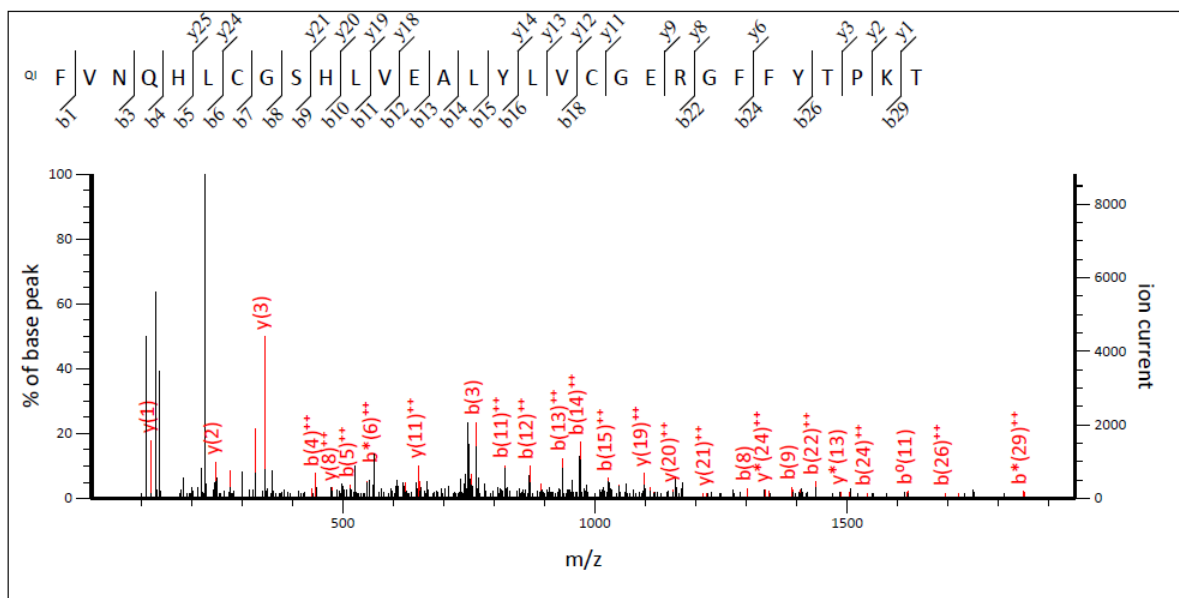 y25 y24 y21 y20 y19 y18 y14 y13 y12 y11 y9 y8 y6 y3 y2 y1
QI F V N Q H L C G S H L V E A L Y L V C G E R G F F Y T P K T
b1 b3 b4 b5 b6 b7 b8 b9 b10 b11 b12 b13 b14 b15 b16 b18 b22 b24 b26 b29
% of base peak
100
80
60
40
20
0
y(1)
y(2)
y(3)
b(4)++
y(8)++
b(5)++
b*(6)++
y(11)++
b(3)
b(11)++
b(12)++
b(13)++
b(14)++
b(15)++
y(19)++
y(20)++
y(21)++
b(8)
y*(24)++
b(9)
b(22)++
y*(13)
b(24)++
b°(11)
b(26)++
b*(29)++
8000
6000
4000
2000
0
ion current
500 1000 1500
m/z